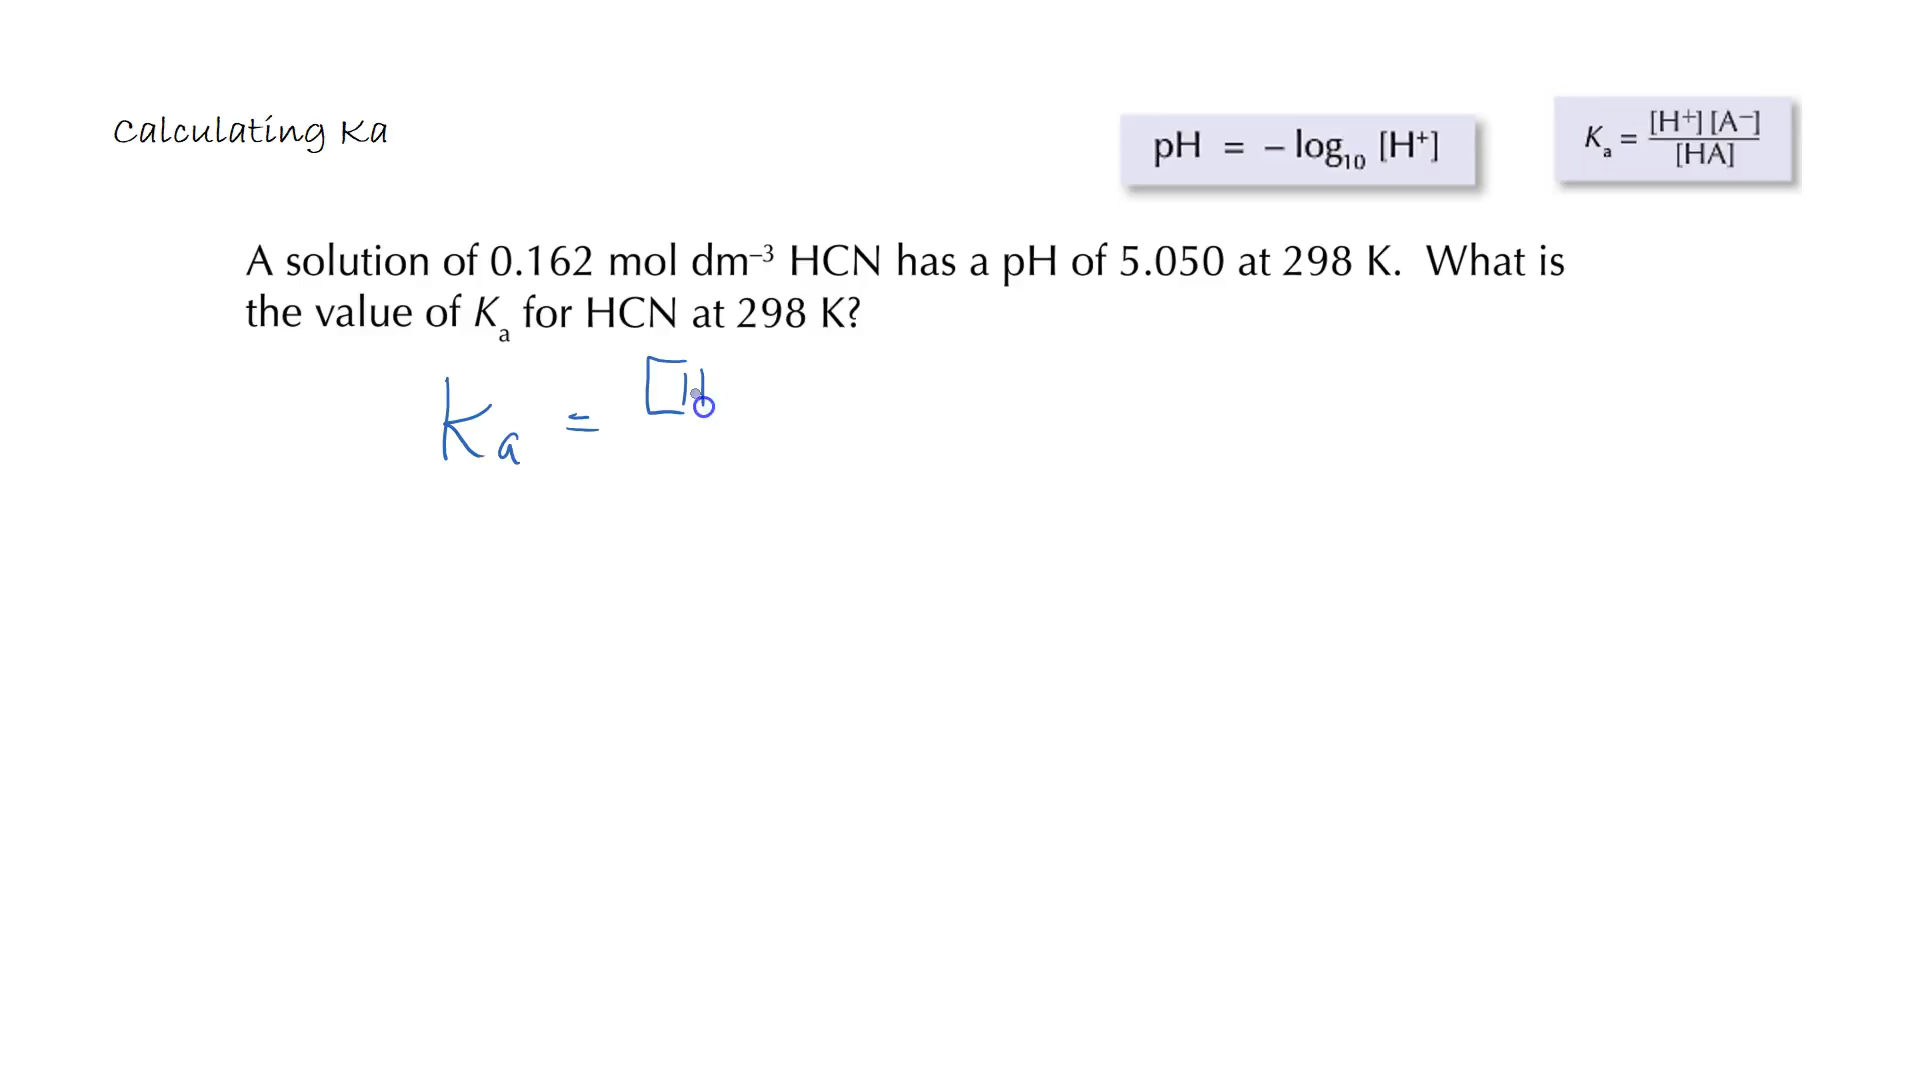 Calculating Ka
pH = – log₁₀ [H⁺]
Kₐ = [H⁺] [A⁻] / [HA]
A solution of 0.162 mol dm⁻³ HCN has a pH of 5.050 at 298 K. What is
the value of Kₐ for HCN at 298 K?
Kₐ = [H